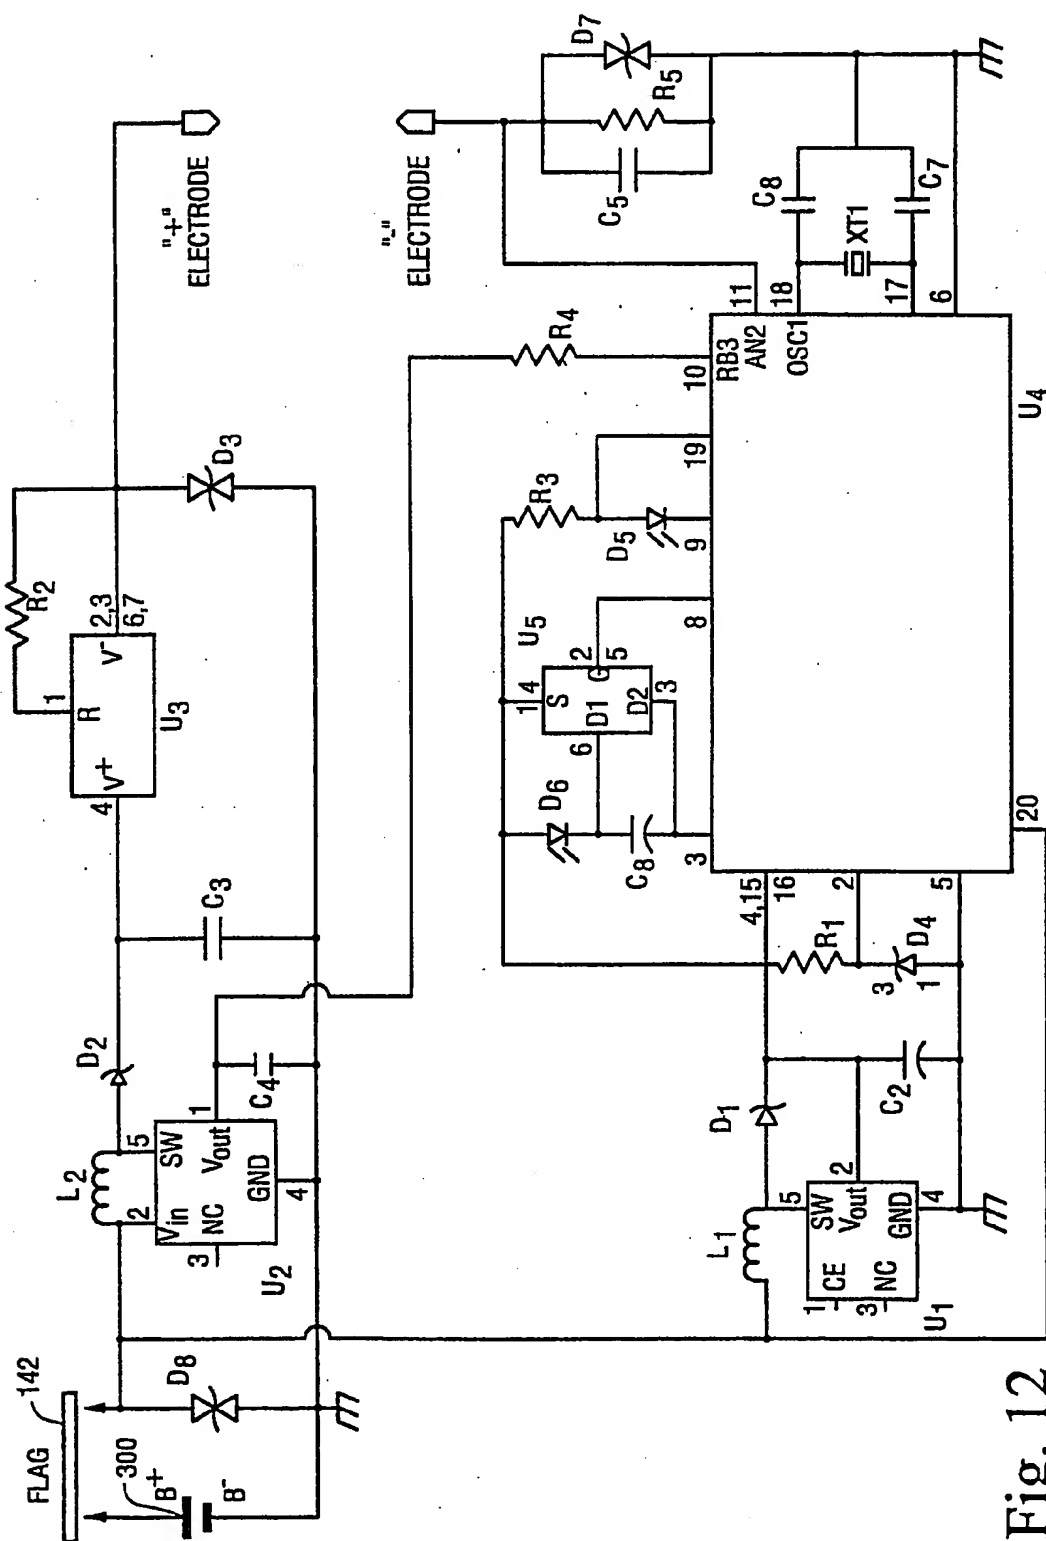 FLAG
142
300
B+
B-
D8
L2
2
5
Vin
SW
NC
Vout
GND
3
1
4
U2
D2
C4
C3
4
V+
R
V-
1
U3
2,3
6,7
R2
D3
"+"
ELECTRODE
"-"
ELECTRODE
L1
5
SW
Vout
2
CE
NC
GND
1
3
4
U1
D1
C2
R1
3
1
D4
4,15
16
2
5
20
3
C8
D6
6
1 4
S
D1
D2
G
2
5
3
U5
8
R3
D5
9
19
R4
10
RB3
AN2
OSC1
11
18
17
6
U4
XT1
C8
C7
C5
R5
D7
Fig. 12